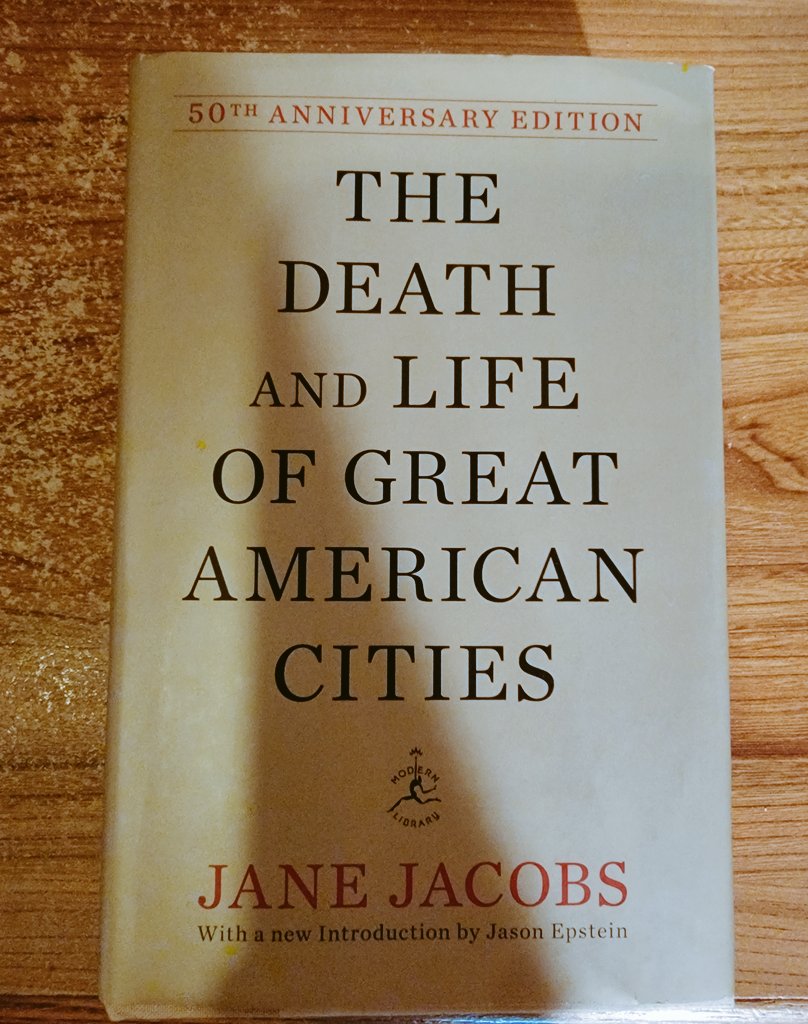 50TH ANNIVERSARY EDITION
THE
DEATH
AND LIFE
OF GREAT
AMERICAN
CITIES
MODERN
LIBRARY
JANE JACOBS
With a new Introduction by Jason Epstein